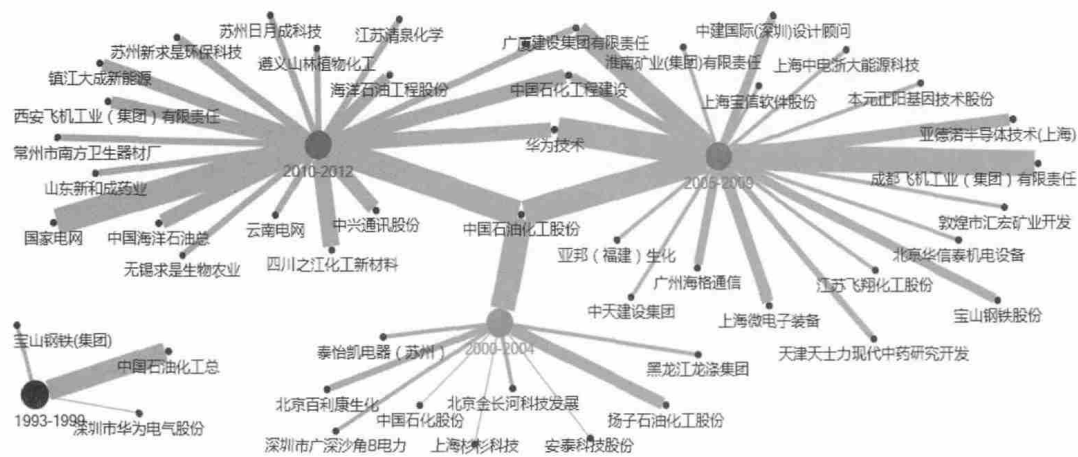 苏州日月成科技
江苏清泉化学
苏州新求是环保科技
遵义山林植物化工
镇江大成新能源
海洋石油工程股份
西安飞机工业（集团）有限责任
常州市南方卫生器材厂
2010-2012
山东新和成药业
国家电网
中国海洋石油总
云南电网
中兴通讯股份
无锡求是生物农业
四川之江化工新材料
广厦建设集团有限责任
中国石化工程建设
华为技术
中国石油化工股份
中建国际(深圳)设计顾问
淮南矿业(集团)有限责任
上海中电浙大能源科技
上海宝信软件股份
本元正阳基因技术股份
亚德诺半导体技术(上海)
2005-2009
成都飞机工业（集团）有限责任
敦煌市汇宏矿业开发
亚邦（福建）生化
北京华信泰机电设备
广州海格通信
江苏飞翔化工股份
中天建设集团
上海微电子装备
宝山钢铁股份
天津天士力现代中药研究开发
宝山钢铁(集团)
中国石油化工总
1993-1999
深圳市华为电气股份
泰怡凯电器（苏州）
2000-2004
黑龙江龙涤集团
北京百利康生化
中国石化股份
北京金长河科技发展
扬子石油化工股份
深圳市广深沙角B电力
上海杉杉科技
安泰科技股份